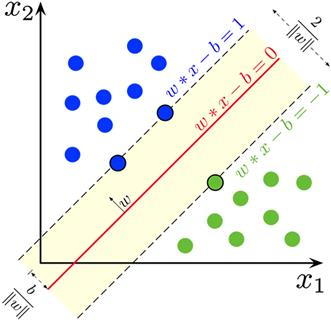 x₂
w * x − b = 1
2
‖w‖
w * x − b = 0
w * x − b = −1
w
b
‖w‖
x₁